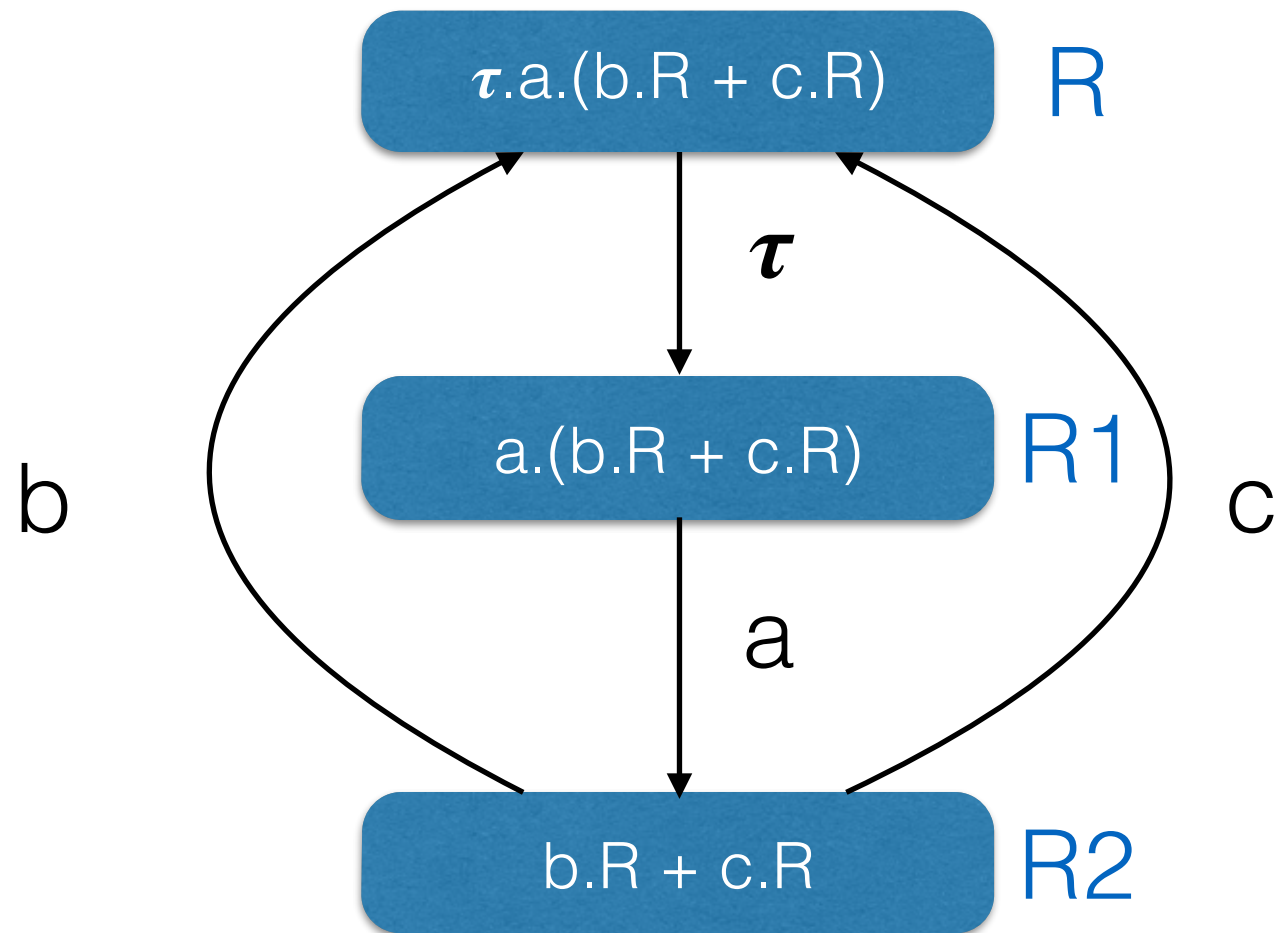 𝝉.a.(b.R + c.R)
R
𝝉
a.(b.R + c.R)
R1
b
c
a
b.R + c.R
R2